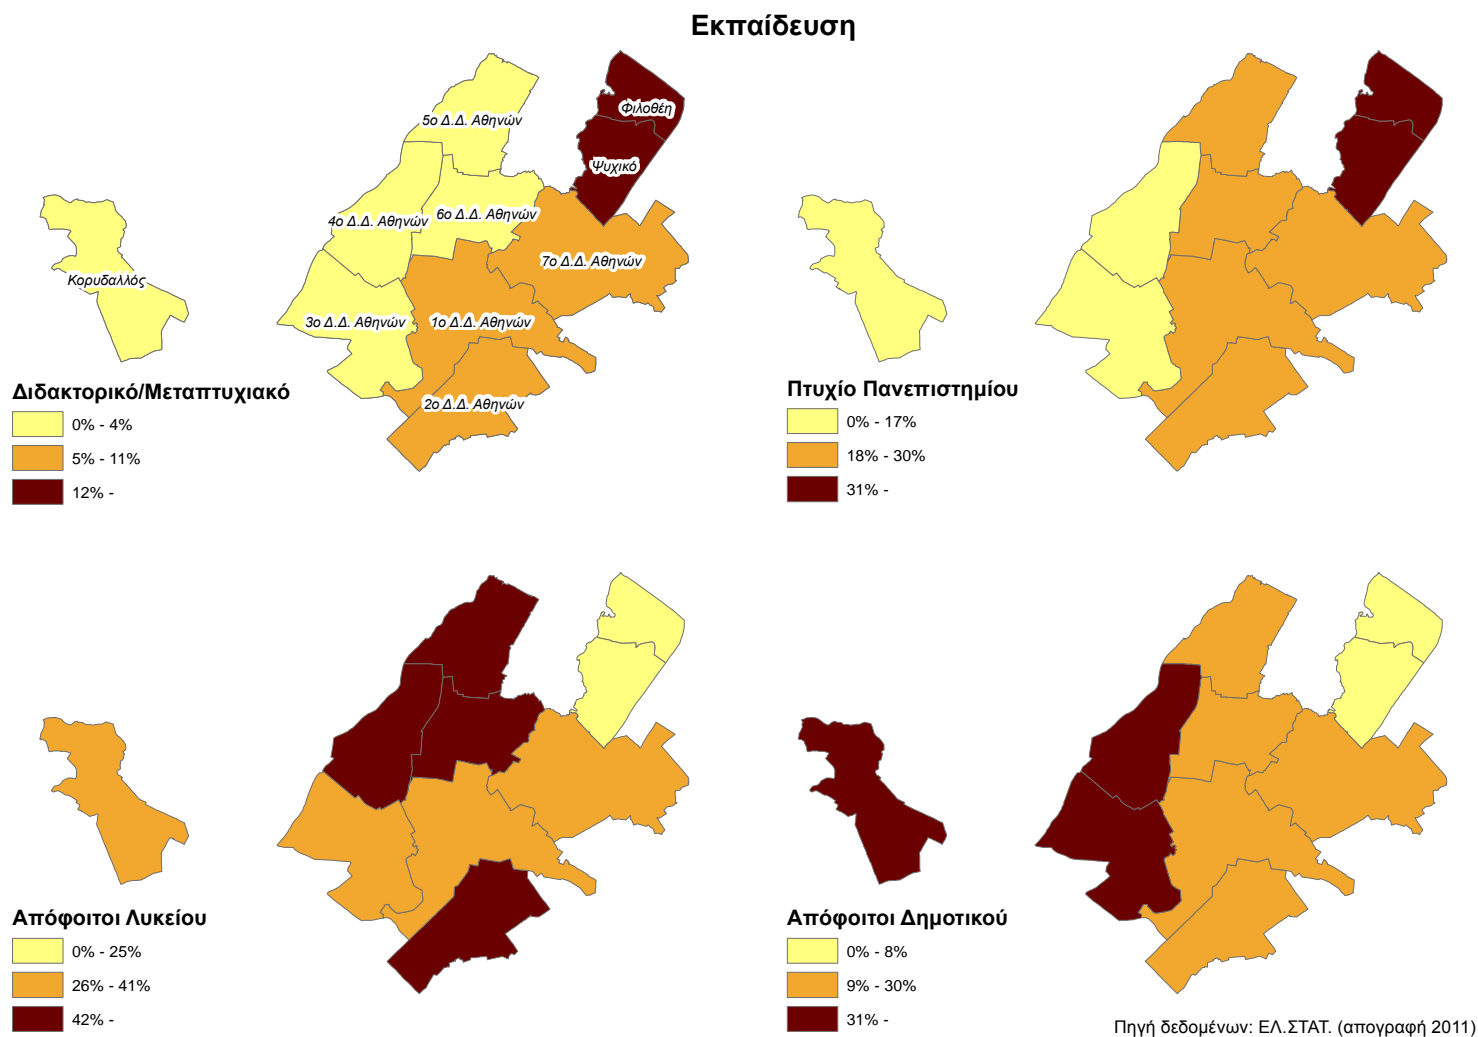 Εκπαίδευση
Φιλοθέη
5ο Δ.Δ. Αθηνών
Ψυχικό
4ο Δ.Δ. Αθηνών
6ο Δ.Δ. Αθηνών
7ο Δ.Δ. Αθηνών
Κορυδαλλός
3ο Δ.Δ. Αθηνών
1ο Δ.Δ. Αθηνών
2ο Δ.Δ. Αθηνών
Διδακτορικό/Μεταπτυχιακό
0% - 4%
5% - 11%
12% -
Πτυχίο Πανεπιστημίου
0% - 17%
18% - 30%
31% -
Απόφοιτοι Λυκείου
0% - 25%
26% - 41%
42% -
Απόφοιτοι Δημοτικού
0% - 8%
9% - 30%
31% -
Πηγή δεδομένων: ΕΛ.ΣΤΑΤ. (απογραφή 2011)